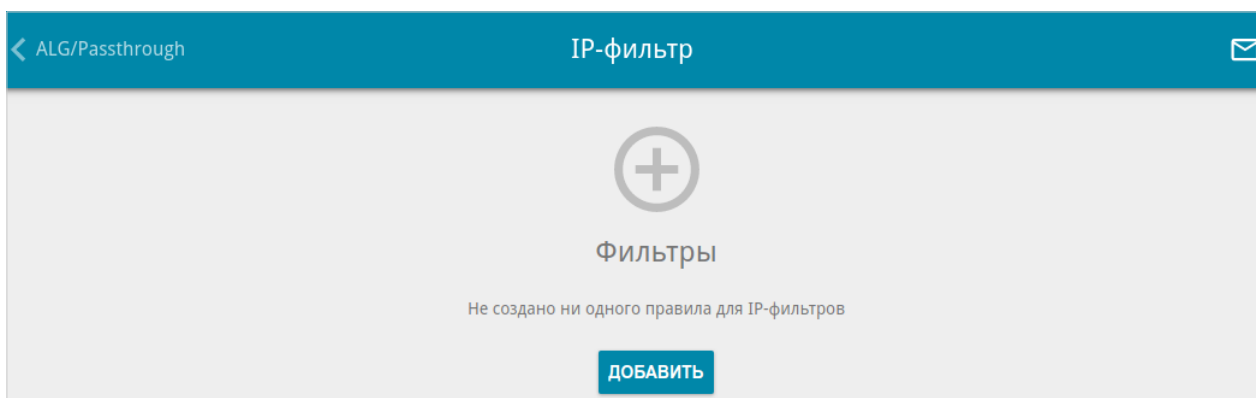 ALG/Passthrough
IP-фильтр
Фильтры
Не создано ни одного правила для IP-фильтров
ДОБАВИТЬ